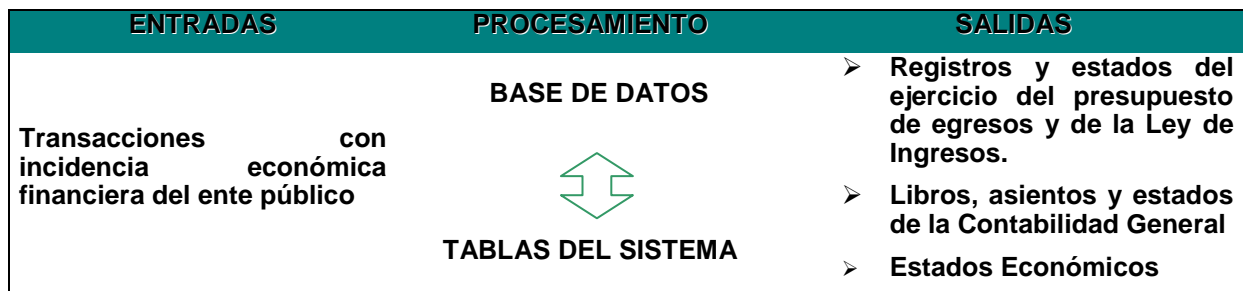 ENTRADAS PROCESAMIENTO SALIDAS
Transacciones con
incidencia económica
financiera del ente público
BASE DE DATOS
TABLAS DEL SISTEMA
➢ Registros y estados del
ejercicio del presupuesto
de egresos y de la Ley de
Ingresos.
➢ Libros, asientos y estados
de la Contabilidad General
➢ Estados Económicos